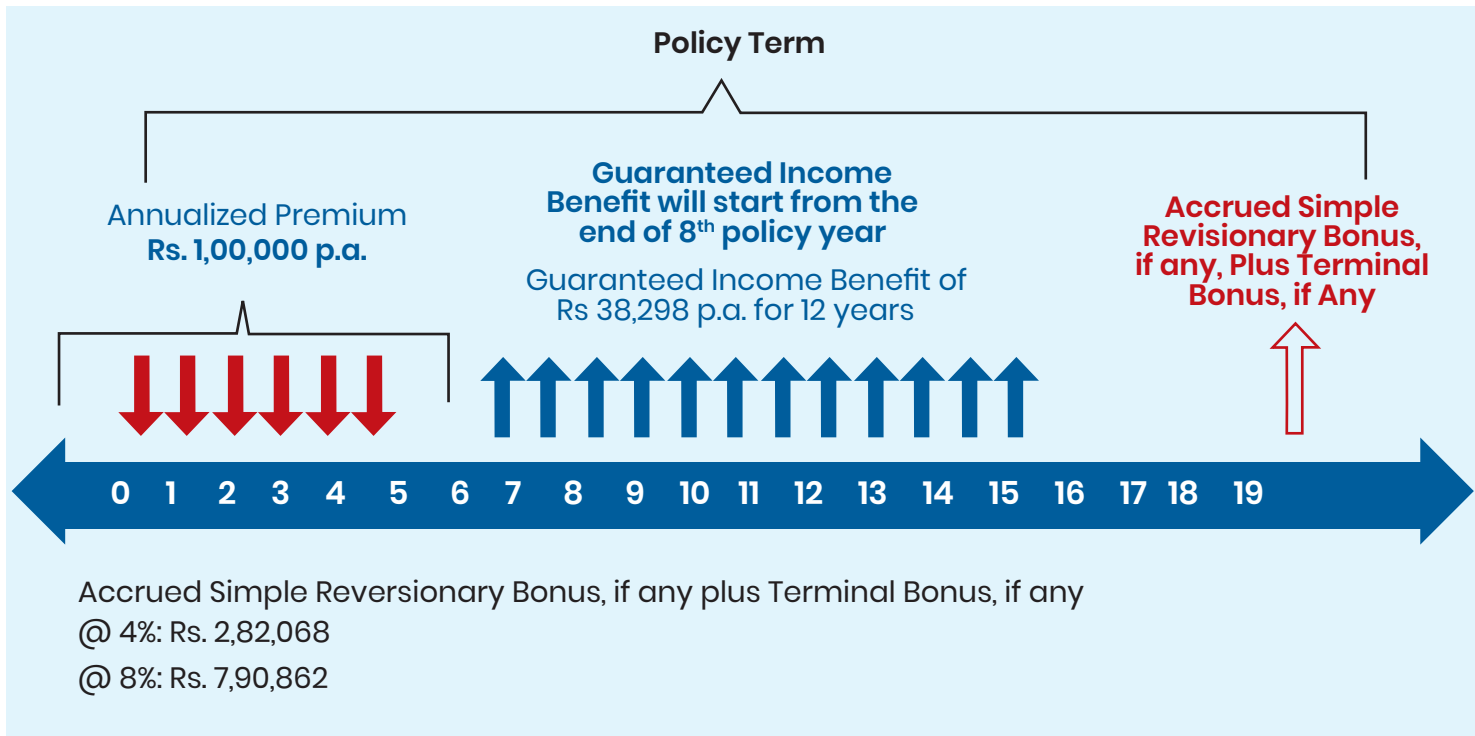 Policy Term
Annualized Premium
Rs. 1,00,000 p.a.
Guaranteed Income
Benefit will start from the
end of 8th policy year
Guaranteed Income Benefit of
Rs 38,298 p.a. for 12 years
Accrued Simple
Revisionary Bonus,
if any, Plus Terminal
Bonus, if Any
0 1 2 3 4 5 6 7 8 9 10 11 12 13 14 15 16 17 18 19
Accrued Simple Reversionary Bonus, if any plus Terminal Bonus, if any
@ 4%: Rs. 2,82,068
@ 8%: Rs. 7,90,862